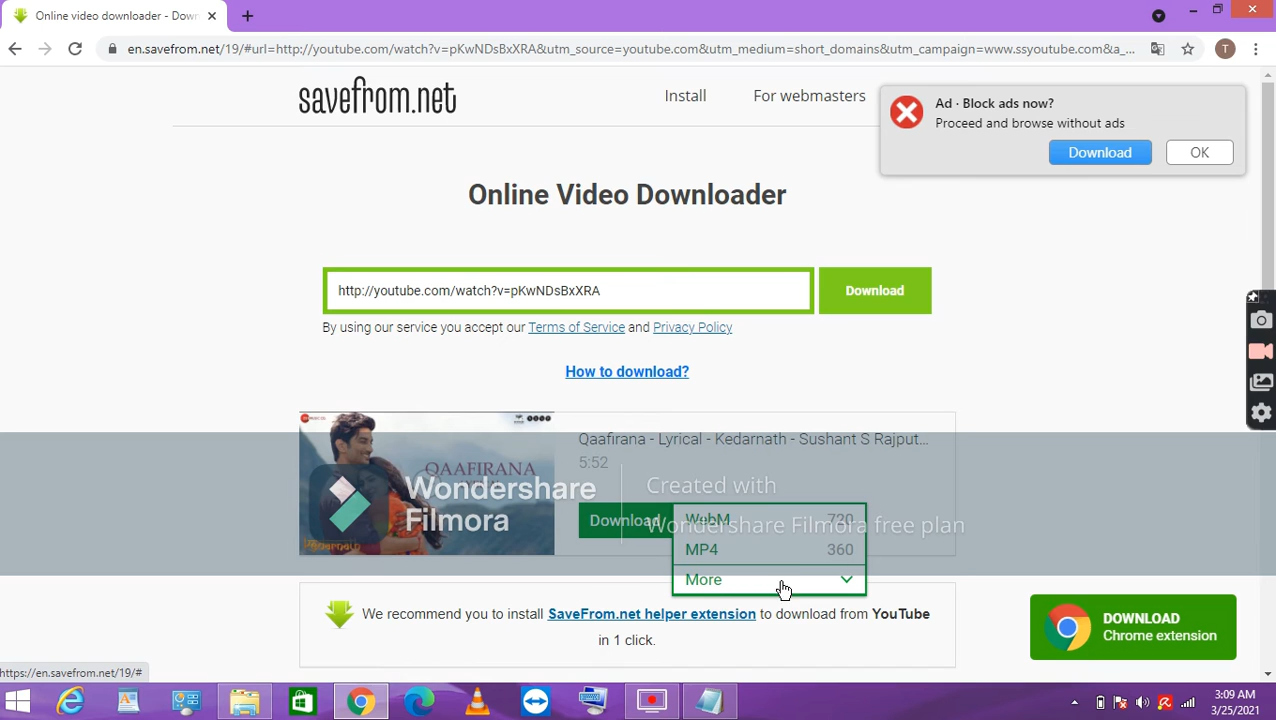 Online video downloader - Dow
en.savefrom.net/19/#url=http://youtube.com/watch?v=pKwNDsBxXRA&utm_source=youtube.com&utm_medium=short_domains&utm_campaign=www.ssyoutube.com&a_...
T
savefrom.net
Install
For webmasters
Ad · Block ads now?
Proceed and browse without ads
Download
OK
Online Video Downloader
http://youtube.com/watch?v=pKwNDsBxXRA
Download
By using our service you accept our Terms of Service and Privacy Policy
How to download?
QAAFIRANA
Qaafirana - Lyrical - Kedarnath - Sushant S Rajput...
5:52
Wondershare
Filmora
Created with
Wondershare Filmora free plan
Download
WebM 720
MP4 360
More
We recommend you to install SaveFrom.net helper extension to download from YouTube
in 1 click.
DOWNLOAD
Chrome extension
https://en.savefrom.net/19/#
3:09 AM
3/25/2021